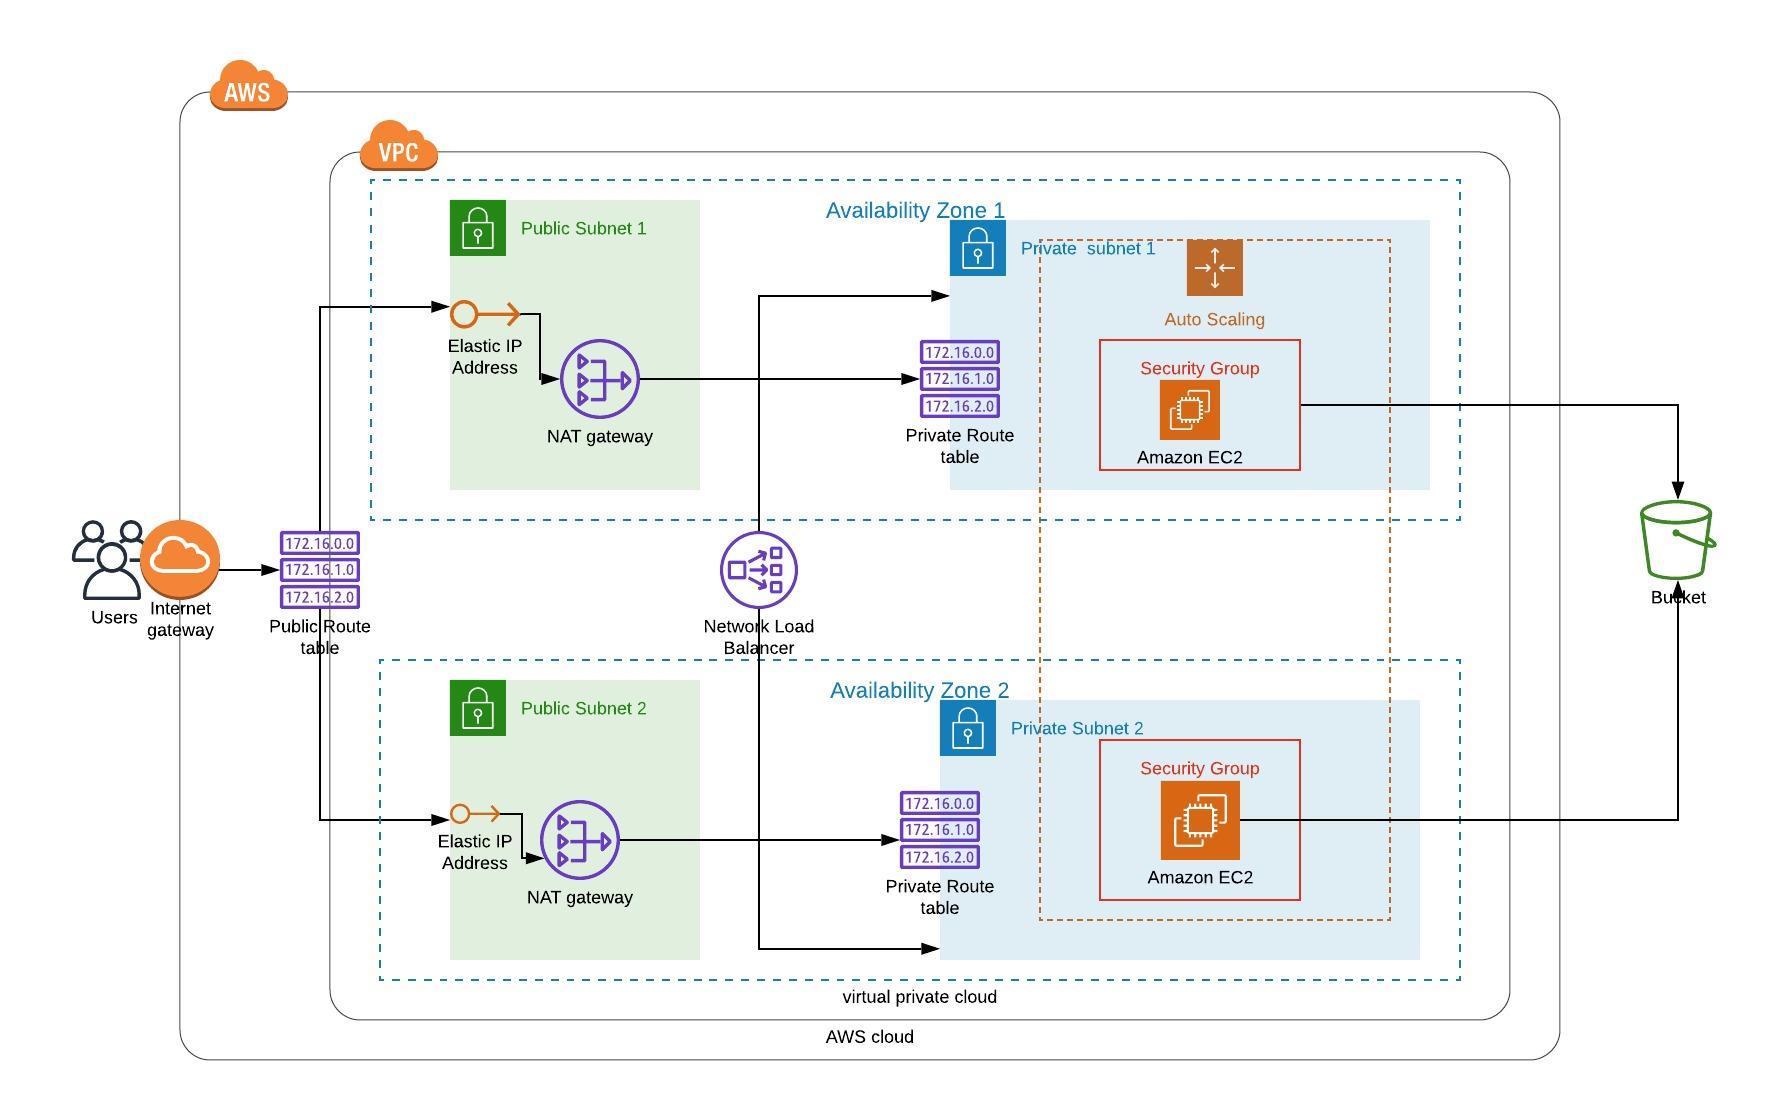 AWS
VPC
Availability Zone 1
Public Subnet 1
Private  subnet 1
Auto Scaling
Elastic IP
Address
NAT gateway
172.16.0.0
172.16.1.0
172.16.2.0
Private Route
table
Security Group
Amazon EC2
Users
Internet
gateway
172.16.0.0
172.16.1.0
172.16.2.0
Public Route
table
Network Load
Balancer
Bucket
Availability Zone 2
Public Subnet 2
Private Subnet 2
Elastic IP
Address
NAT gateway
172.16.0.0
172.16.1.0
172.16.2.0
Private Route
table
Security Group
Amazon EC2
virtual private cloud
AWS cloud